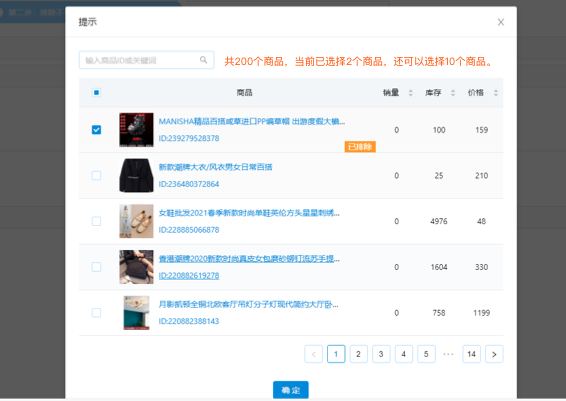 提示
输入商品ID或关键词
共200个商品，当前已选择2个商品，还可以选择10个商品。
商品 销量 库存 价格
MANISHA精品百搭咸草进口PP编草帽 出游度假大蝓...
ID:239279528378
已排除
0 100 159
新款潮牌大衣/风衣男女日常百搭
ID:236480372864
0 25 210
女鞋批发2021春季新款时尚单鞋英伦方头星星刺绣...
ID:228885066878
0 4976 48
香港潮牌2020新款时尚真皮女包磨砂铆钉流苏手提...
ID:220882619278
0 1604 330
月影凯顿全铜北欧客厅吊灯分子灯现代简约大厅卧...
ID:220882388143
0 758 1199
< 1 2 3 4 5 ••• 14 >
确 定